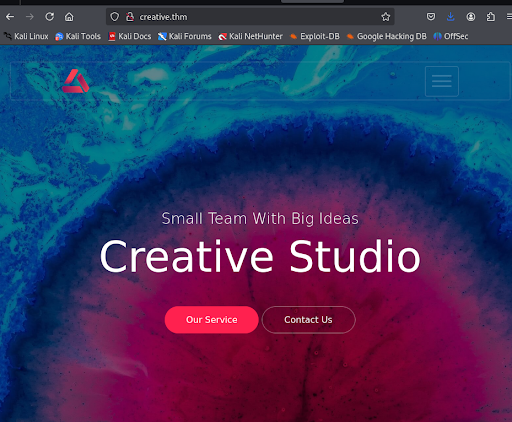 creative.thm
Kali Linux Kali Tools Kali Docs Kali Forums Kali NetHunter Exploit-DB Google Hacking DB OffSec
Small Team With Big Ideas
Creative Studio
Our Service Contact Us